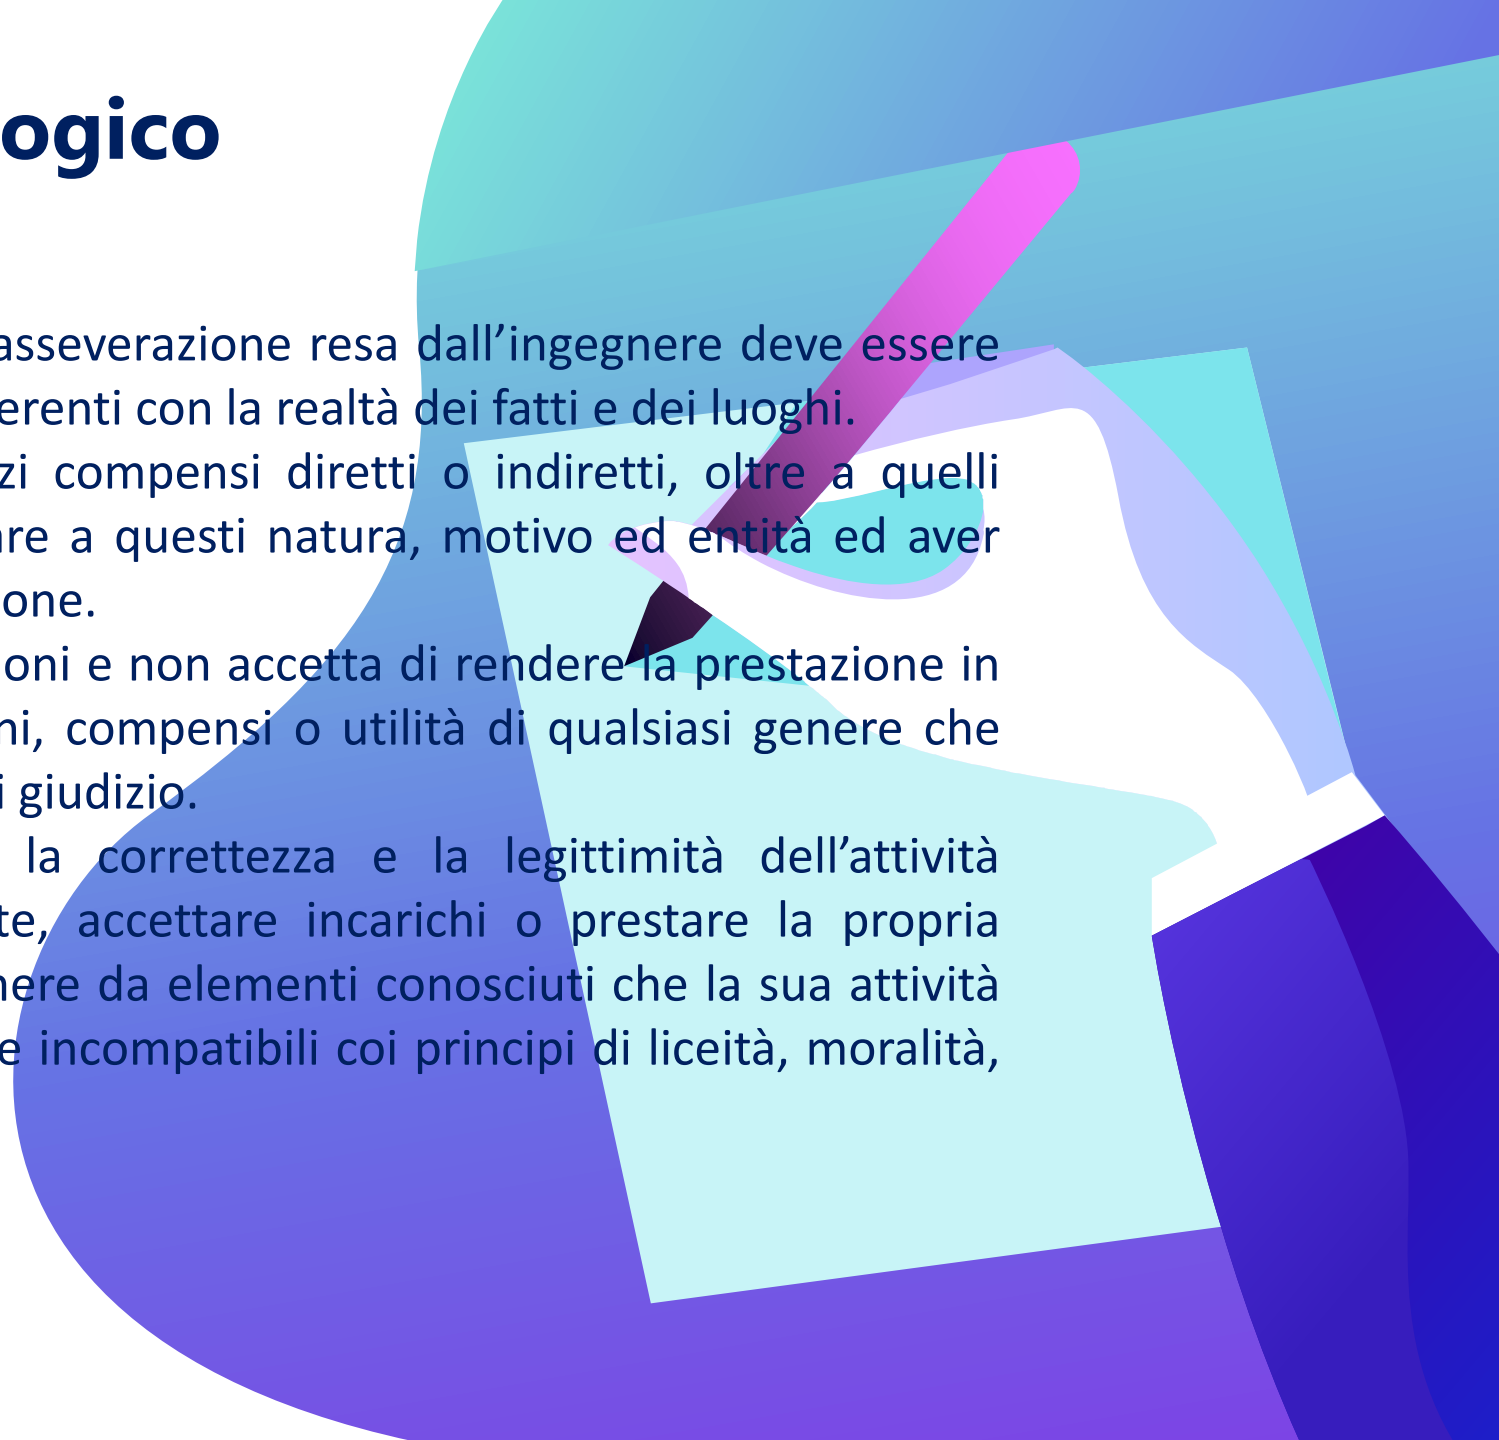 ogico
asseverazione resa dall’ingegnere deve essere
erenti con la realtà dei fatti e dei luoghi.
zi compensi diretti o indiretti, oltre a quelli
are a questi natura, motivo ed entità ed aver
one.
oni e non accetta di rendere la prestazione in
ni, compensi o utilità di qualsiasi genere che
i giudizio.
la correttezza e la legittimità dell’attività
te, accettare incarichi o prestare la propria
nere da elementi conosciuti che la sua attività
e incompatibili coi principi di liceità, moralità,